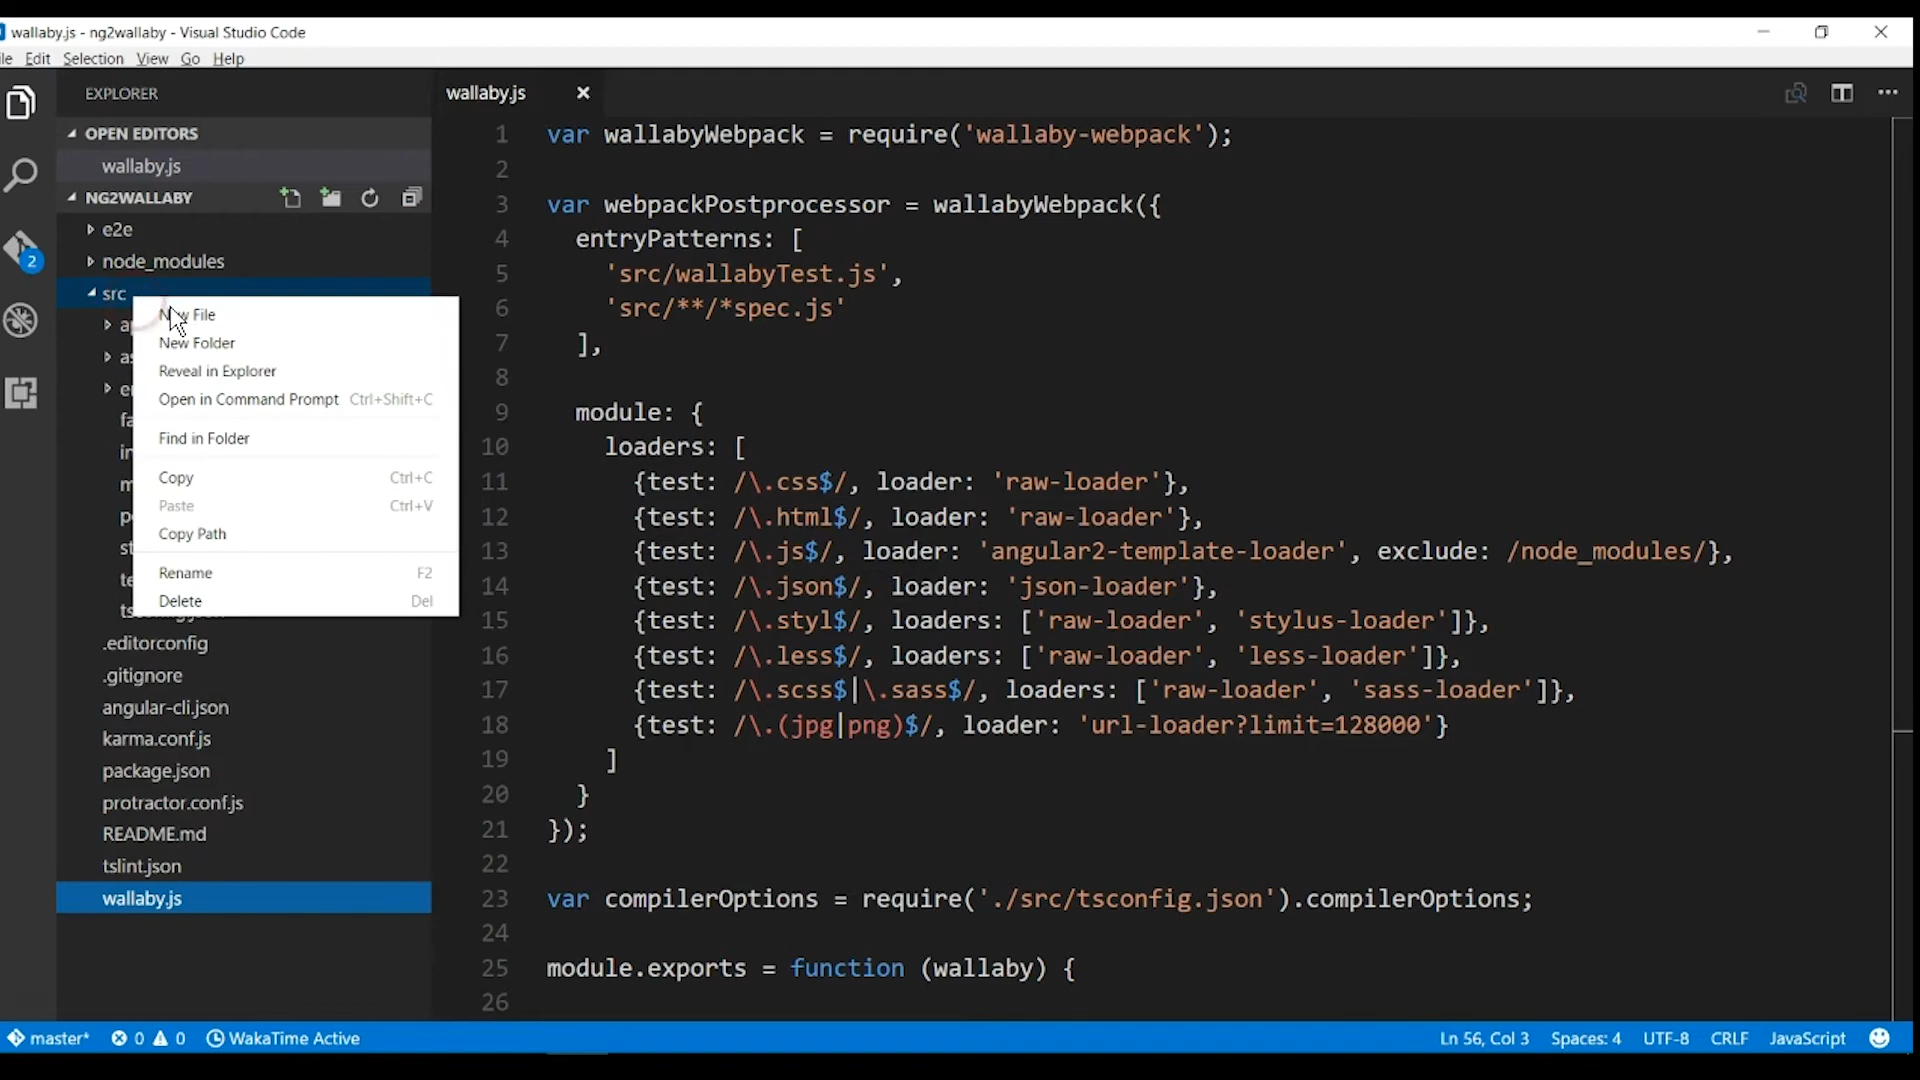 wallaby.js - ng2wallaby - Visual Studio Code
Edit Selection View Go Help
EXPLORER
OPEN EDITORS
wallaby.js
NG2WALLABY
e2e
node_modules
src
.editorconfig
.gitignore
angular-cli.json
karma.conf.js
package.json
protractor.conf.js
README.md
tslint.json
wallaby.js
2
New File
New Folder
Reveal in Explorer
Open in Command Prompt Ctrl+Shift+C
Find in Folder
Copy Ctrl+C
Paste Ctrl+V
Copy Path
Rename F2
Delete Del
wallaby.js
1 var wallabyWebpack = require('wallaby-webpack');
2
3 var webpackPostprocessor = wallabyWebpack({
4 entryPatterns: [
5 'src/wallabyTest.js',
6 'src/**/*spec.js'
7 ],
8
9 module: {
10 loaders: [
11 {test: /\.css$/, loader: 'raw-loader'},
12 {test: /\.html$/, loader: 'raw-loader'},
13 {test: /\.js$/, loader: 'angular2-template-loader', exclude: /node_modules/},
14 {test: /\.json$/, loader: 'json-loader'},
15 {test: /\.styl$/, loaders: ['raw-loader', 'stylus-loader']},
16 {test: /\.less$/, loaders: ['raw-loader', 'less-loader']},
17 {test: /\.scss$|\.sass$/, loaders: ['raw-loader', 'sass-loader']},
18 {test: /\.(jpg|png)$/, loader: 'url-loader?limit=128000'}
19 ]
20 }
21 });
22
23 var compilerOptions = require('./src/tsconfig.json').compilerOptions;
24
25 module.exports = function (wallaby) {
26
master* 0 0 WakaTime Active
Ln 56, Col 3 Spaces: 4 UTF-8 CRLF JavaScript